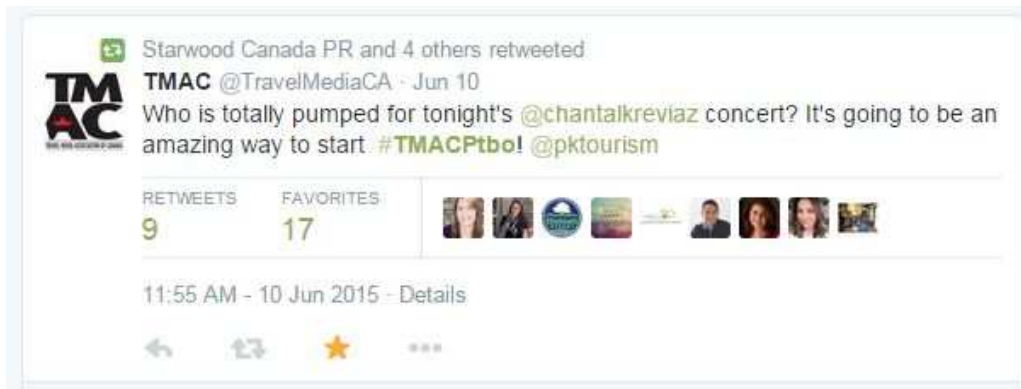 Starwood Canada PR and 4 others retweeted
TMAC @TravelMediaCA · Jun 10
Who is totally pumped for tonight's @chantalkreviaz concert? It's going to be an
amazing way to start #TMACPtbo! @pktourism
TM
AC
RETWEETS FAVORITES
9 17
11:55 AM - 10 Jun 2015 · Details